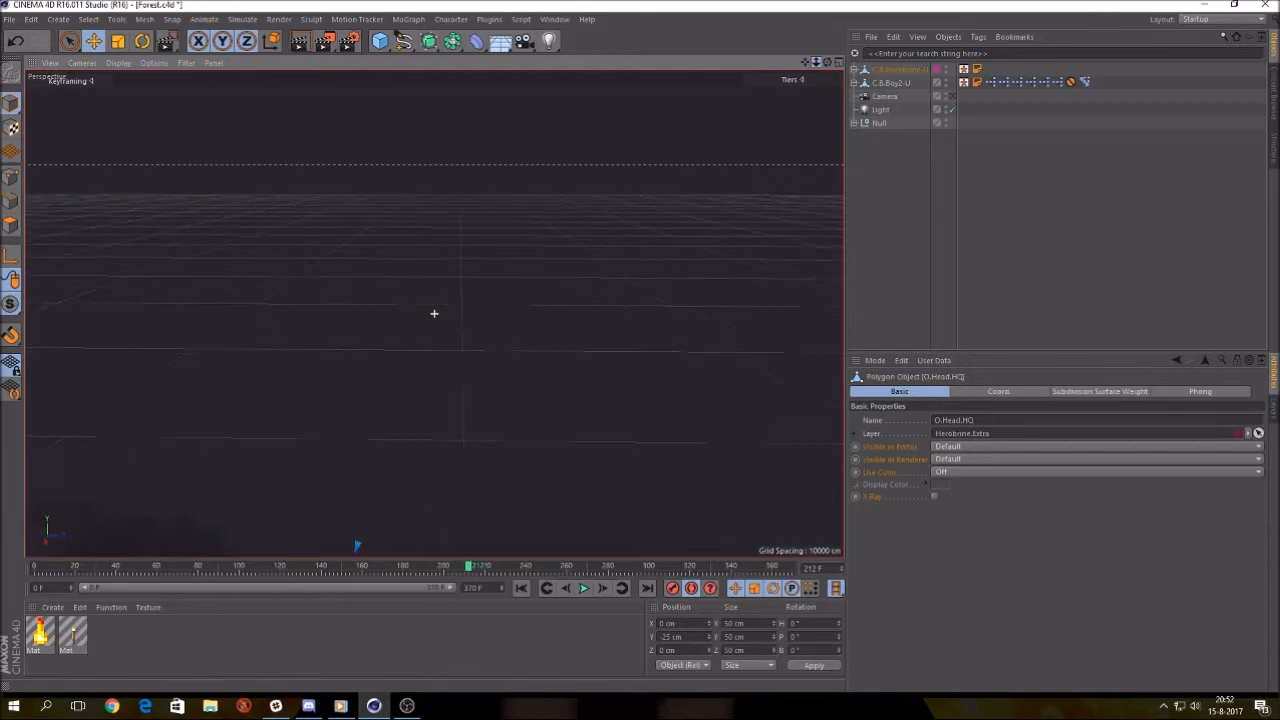 CINEMA 4D R16.011 Studio (R16) - [Forest.c4d *]
File Edit Create Select Tools Mesh Snap Animate Simulate Render Sculpt Motion Tracker MoGraph Character Plugins Script Window Help
Layout: Startup
File Edit View Objects Tags Bookmarks
<<Enter your search string here>>
View Cameras Display Options Filter Panel
Perspective
Keyframing
Tiers
C.B.Herobrine-U
C.B.Boy2-U
Camera
Light
Null
Mode Edit User Data
Polygon Object [O.Head.HQ]
Basic Coord. Subdivision Surface Weight Phong
Basic Properties
Name O.Head.HQ
Layer Herobrine.Extra
Visible in Editor Default
Visible in Renderer Default
Use Color Off
Display Color
X-Ray
Y
Grid Spacing : 10000 cm
0 20 40 60 80 100 120 140 160 180 200 212 240 260 280 300 320 340 360
212 F
0 F 0 F 370 F 370 F
Create Edit Function Texture
Mat Mat
Position Size Rotation
X 0 cm X 50 cm H 0 °
Y -25 cm Y 50 cm P 0 °
Z 0 cm Z 50 cm B 0 °
Object (Rel) Size Apply
MAXON
CINEMA 4D
20:52
15-8-2017